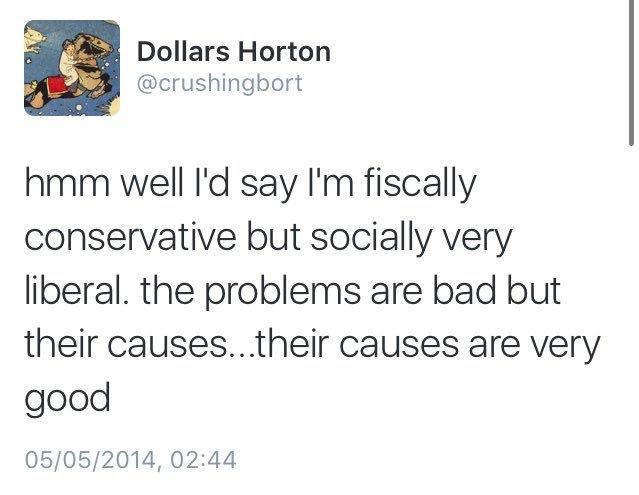 Dollars Horton
@crushingbort
hmm well I'd say I'm fiscally
conservative but socially very
liberal. the problems are bad but
their causes...their causes are very
good
05/05/2014, 02:44